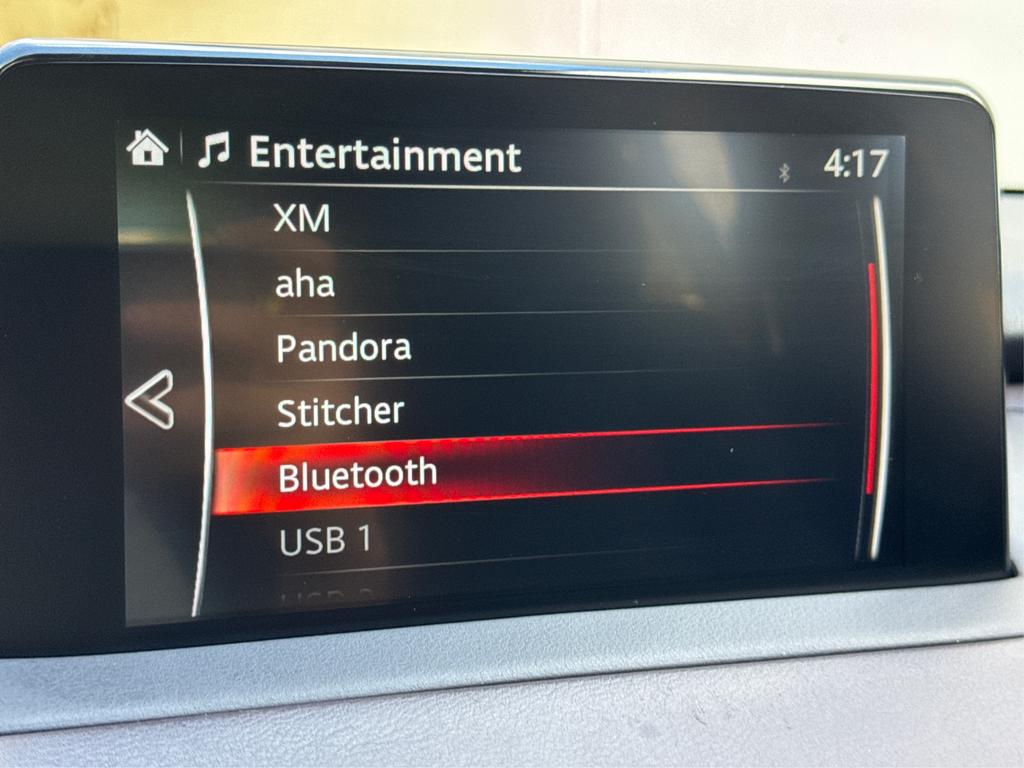 Entertainment 4:17
XM
aha
Pandora
Stitcher
Bluetooth
USB 1